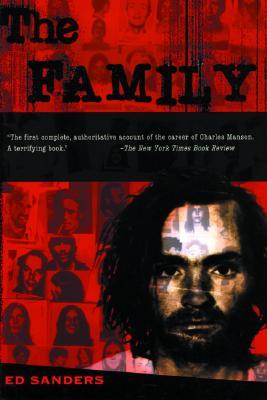 The
FAMILY
"The first complete, authoritative account of the career of Charles Manson.
A terrifying book." -The New York Times Book Review
ED SANDERS